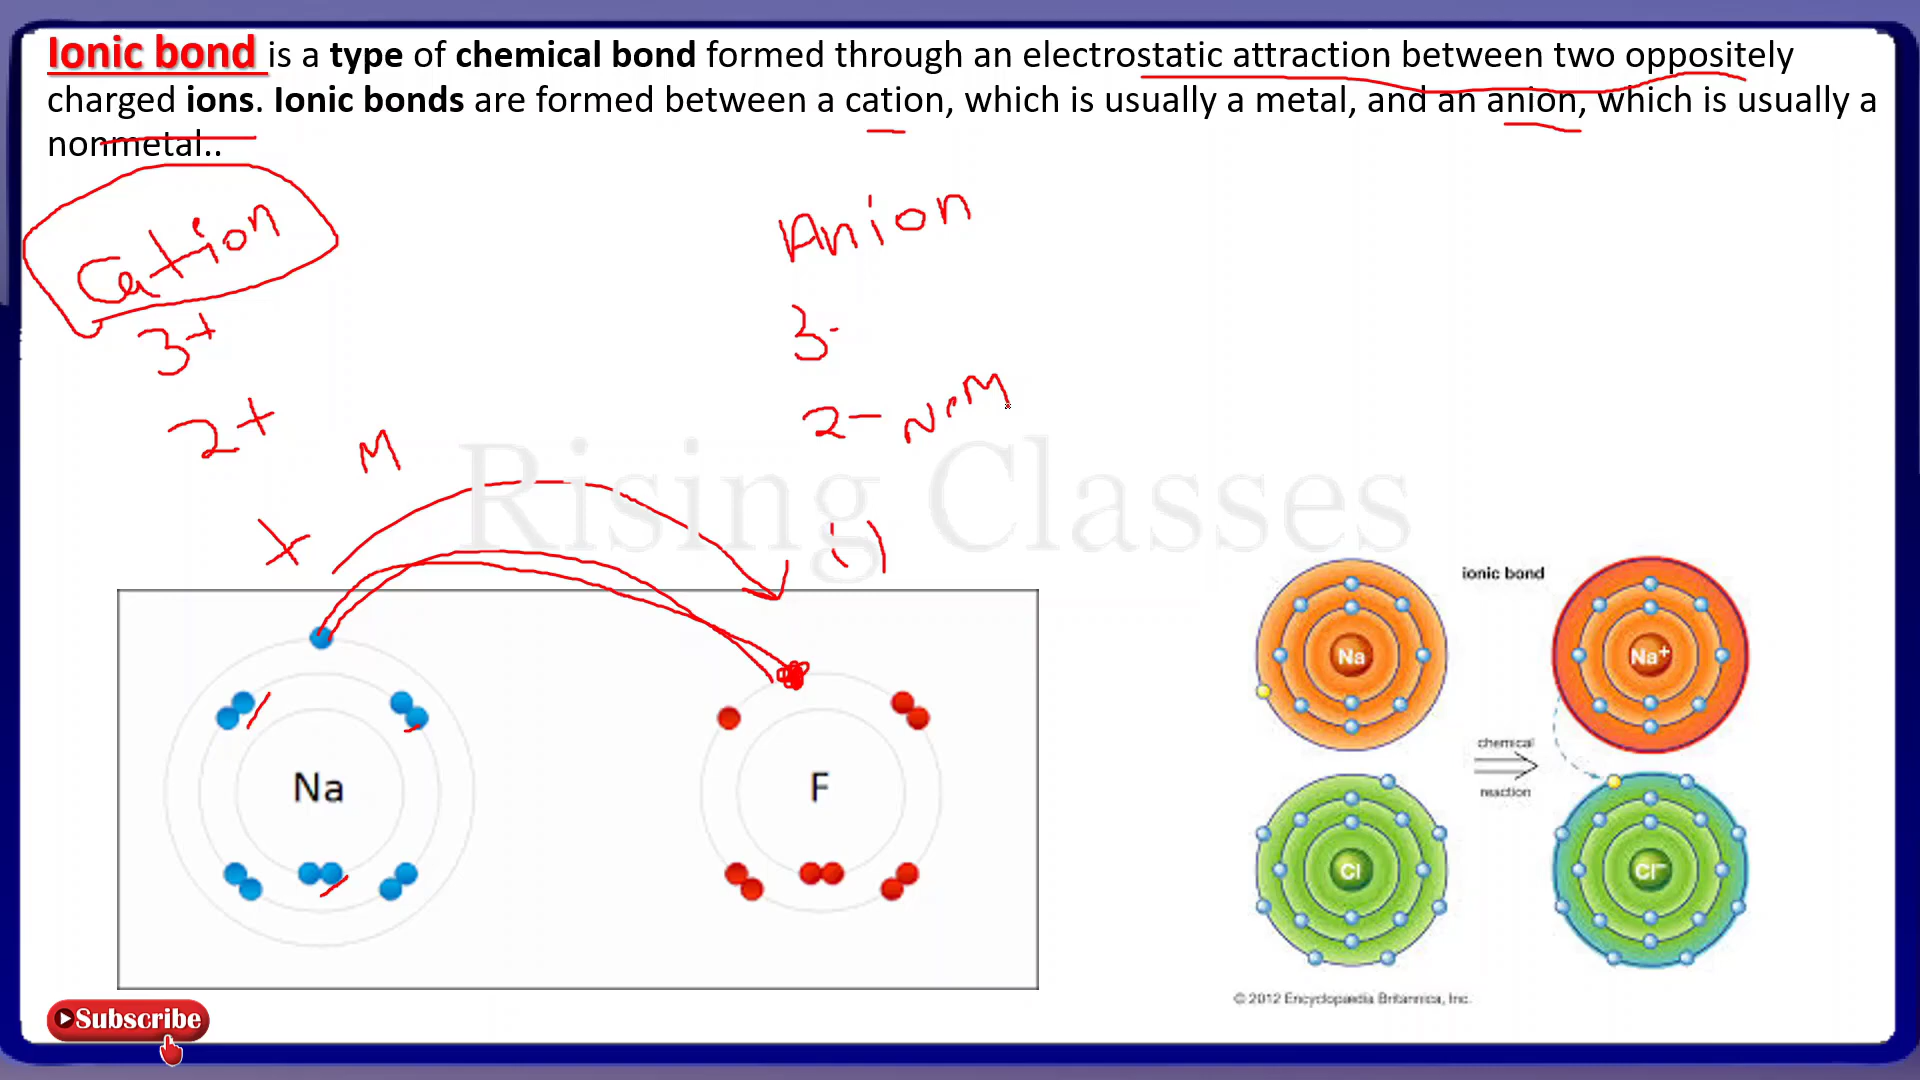 Ionic bond is a type of chemical bond formed through an electrostatic attraction between two oppositely
charged ions. Ionic bonds are formed between a cation, which is usually a metal, and an anion, which is usually a
nonmetal..
Cation
Anion
3+
3-
2+
2-
M
N.M
Rising Classes
+
ionic bond
Na
Na+
chemical
reaction
Na
F
Cl
Cl−
© 2012 Encyclopædia Britannica, Inc.
Subscribe